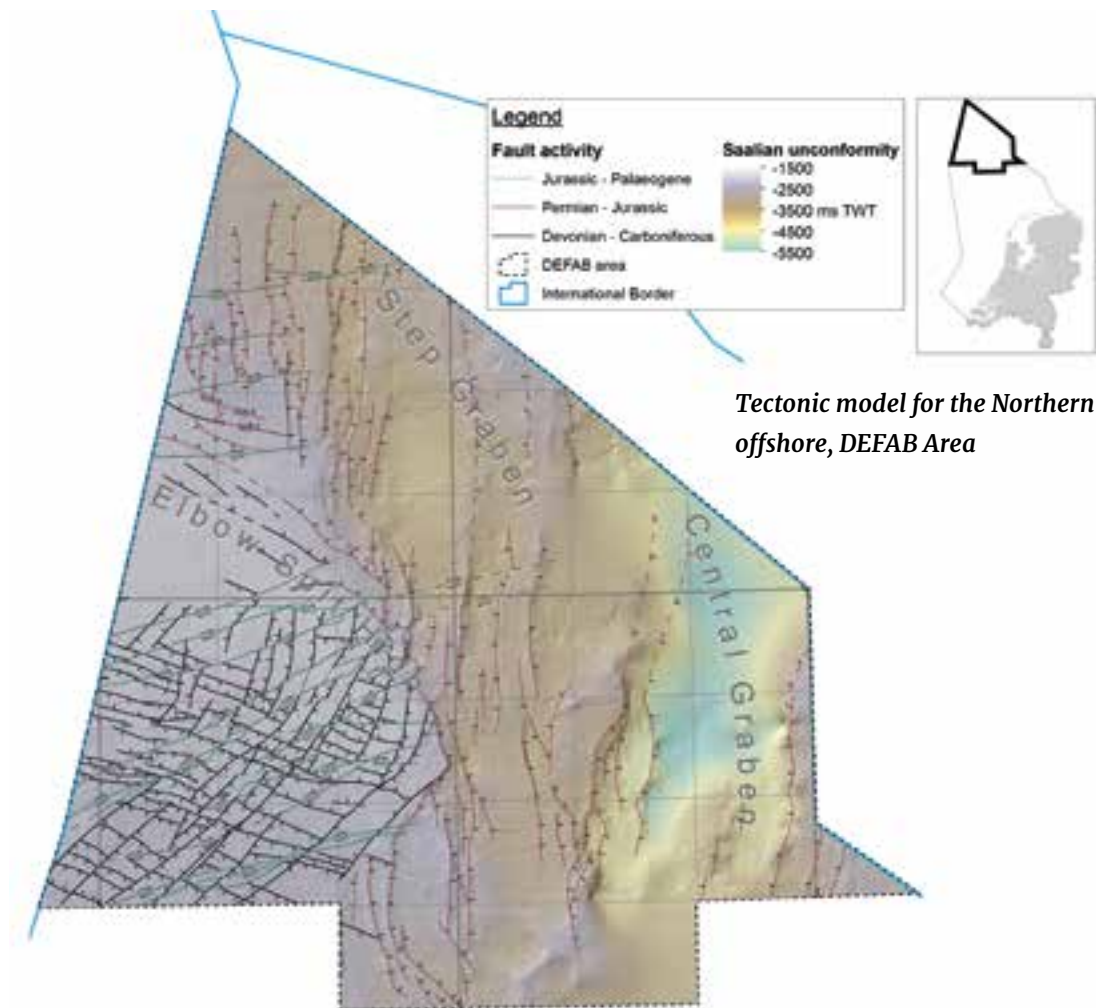 Legend
Fault activity
Jurassic - Palaeogene
Permian - Jurassic
Devonian - Carboniferous
DEFAB area
International Border
Saalian unconformity
-1500
-2500
-3500 ms TWT
-4500
-5500
Step Graben
Elbow Spit
Central Graben
Tectonic model for the Northern
offshore, DEFAB Area